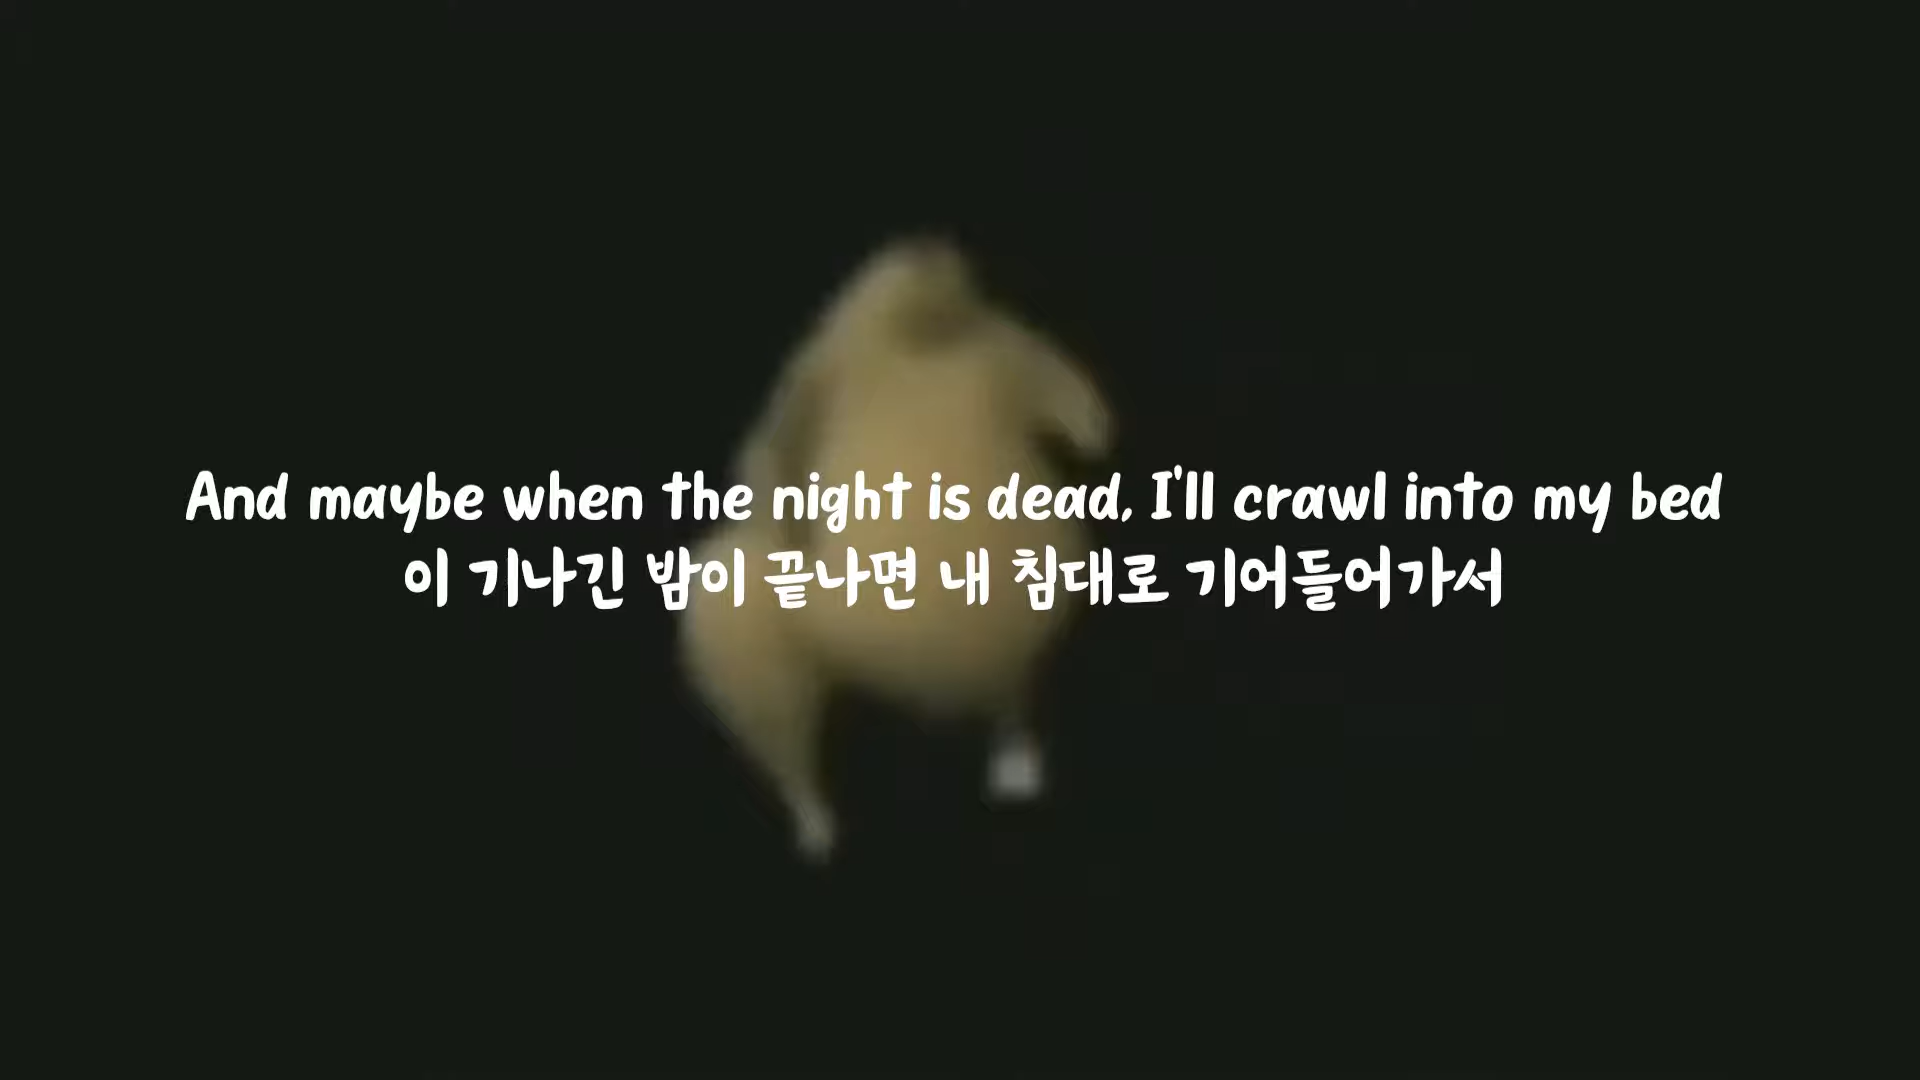 And maybe when the night is dead, I'll crawl into my bed
이 기나긴 밤이 끝나면 내 침대로 기어들어가서